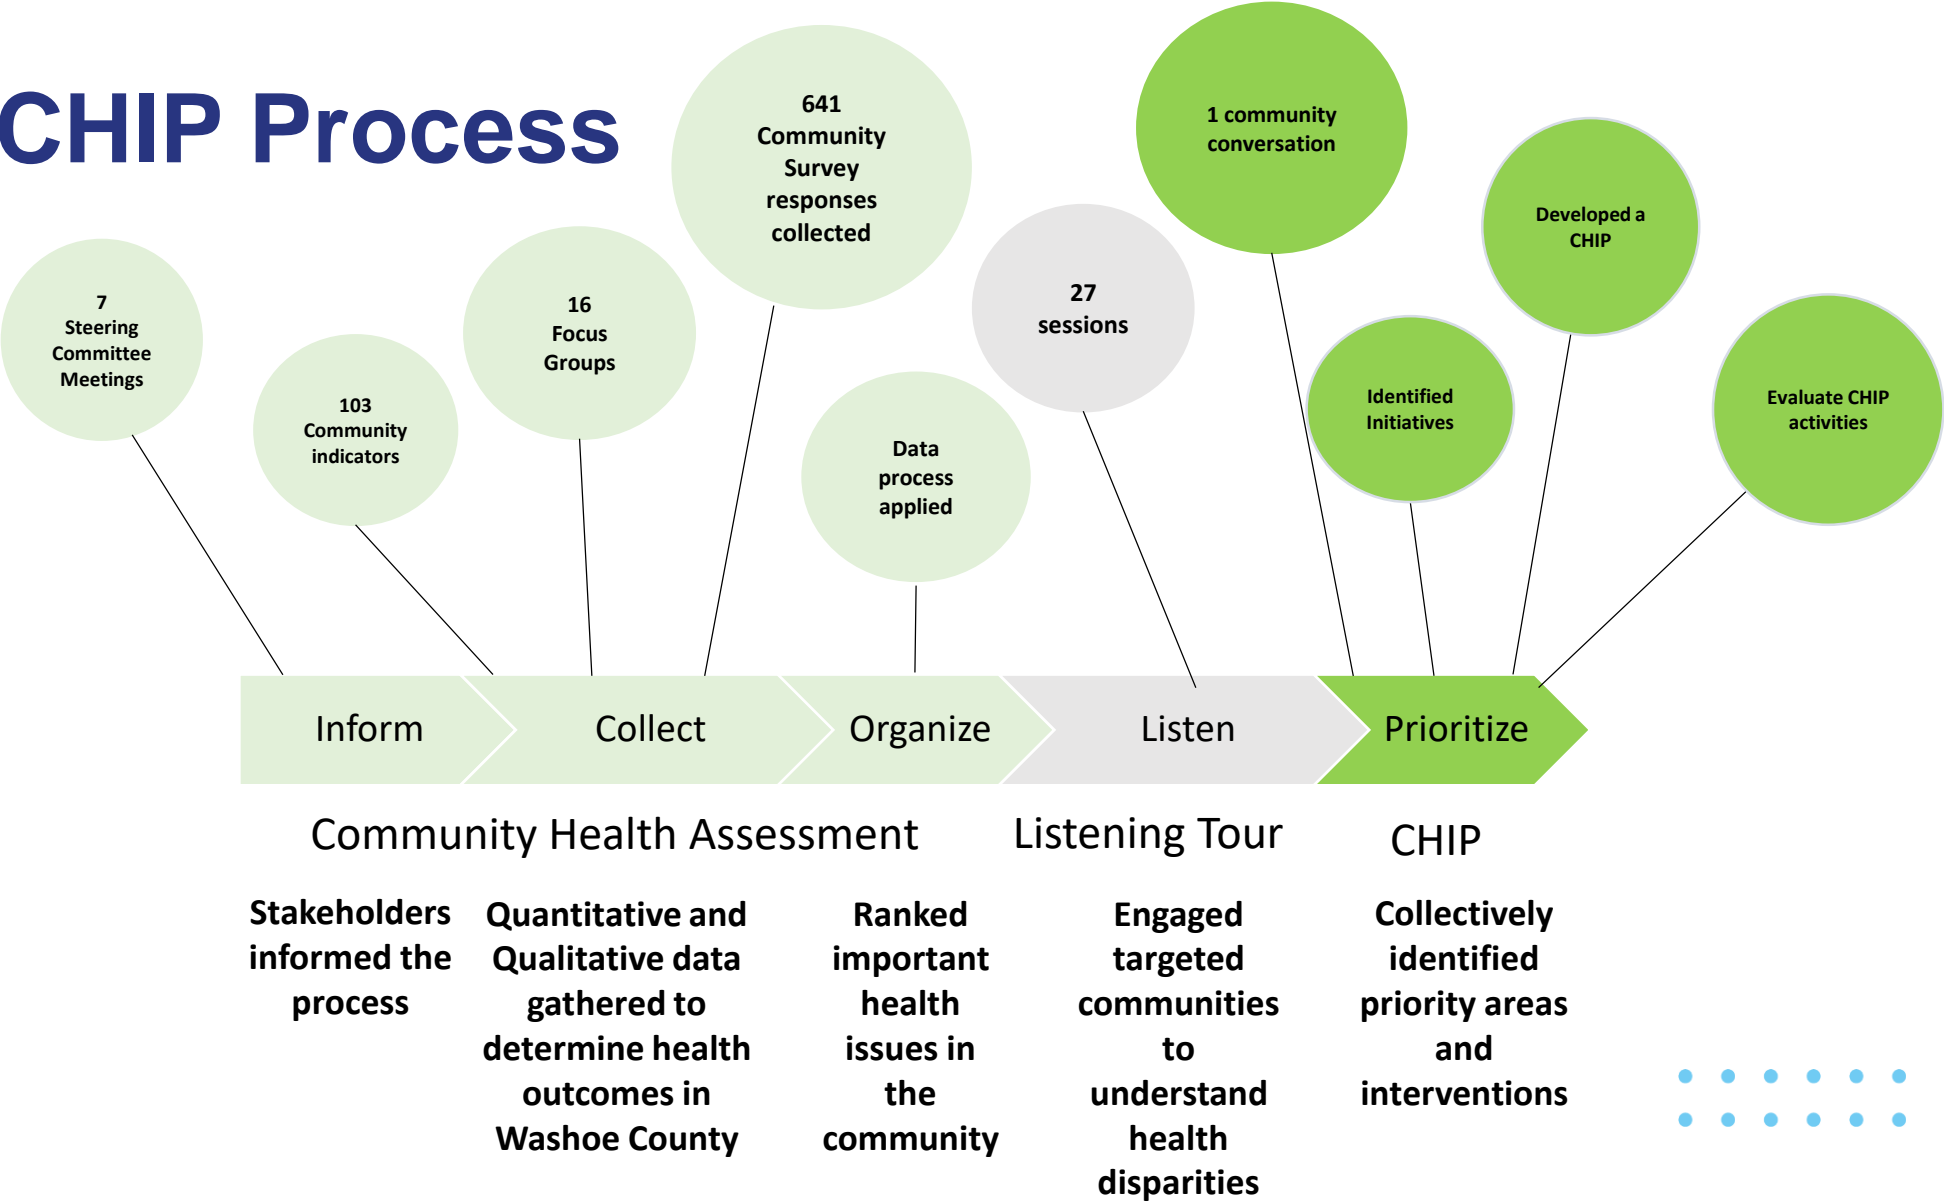 CHIP Process
7
Steering
Committee
Meetings
103
Community
indicators
16
Focus
Groups
641
Community
Survey
responses
collected
Data
process
applied
27
sessions
1 community
conversation
Identified
Initiatives
Developed a
CHIP
Evaluate CHIP
activities
Inform
Collect
Organize
Listen
Prioritize
Community Health Assessment
Listening Tour
CHIP
Stakeholders
informed the
process
Quantitative and
Qualitative data
gathered to
determine health
outcomes in
Washoe County
Ranked
important
health
issues in
the
community
Engaged
targeted
communities
to
understand
health
disparities
Collectively
identified
priority areas
and
interventions